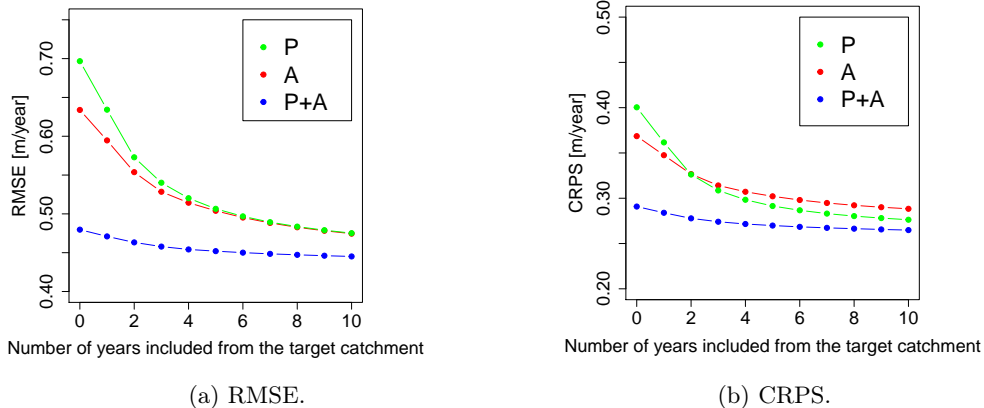 RMSE [m/year]
0.40 0.50 0.60 0.70
P
A
P+A
0 2 4 6 8 10
Number of years included from the target catchment
(a) RMSE.
CRPS [m/year]
0.20 0.30 0.40 0.50
P
A
P+A
0 2 4 6 8 10
Number of years included from the target catchment
(b) CRPS.